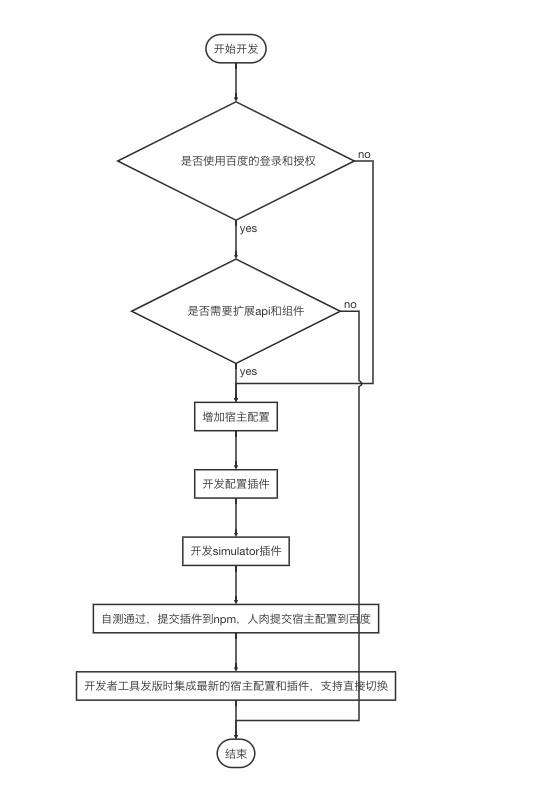 开始开发
是否使用百度的登录和授权
no
yes
是否需要扩展api和组件
no
yes
增加宿主配置
开发配置插件
开发simulator插件
自测通过，提交插件到npm，人肉提交宿主配置到百度
开发者工具发版时集成最新的宿主配置和插件，支持直接切换
结束